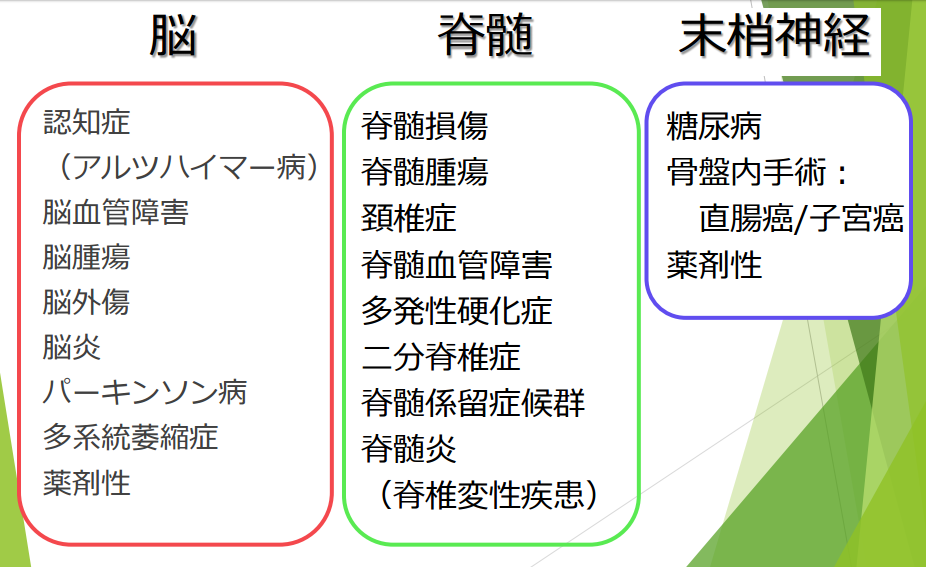 脳
認知症
（アルツハイマー病）
脳血管障害
脳腫瘍
脳外傷
脳炎
パーキンソン病
多系統萎縮症
薬剤性
脊髄
脊髄損傷
脊髄腫瘍
頚椎症
脊髄血管障害
多発性硬化症
二分脊椎症
脊髄係留症候群
脊髄炎
（脊椎変性疾患）
末梢神経
糖尿病
骨盤内手術：
直腸癌/子宮癌
薬剤性